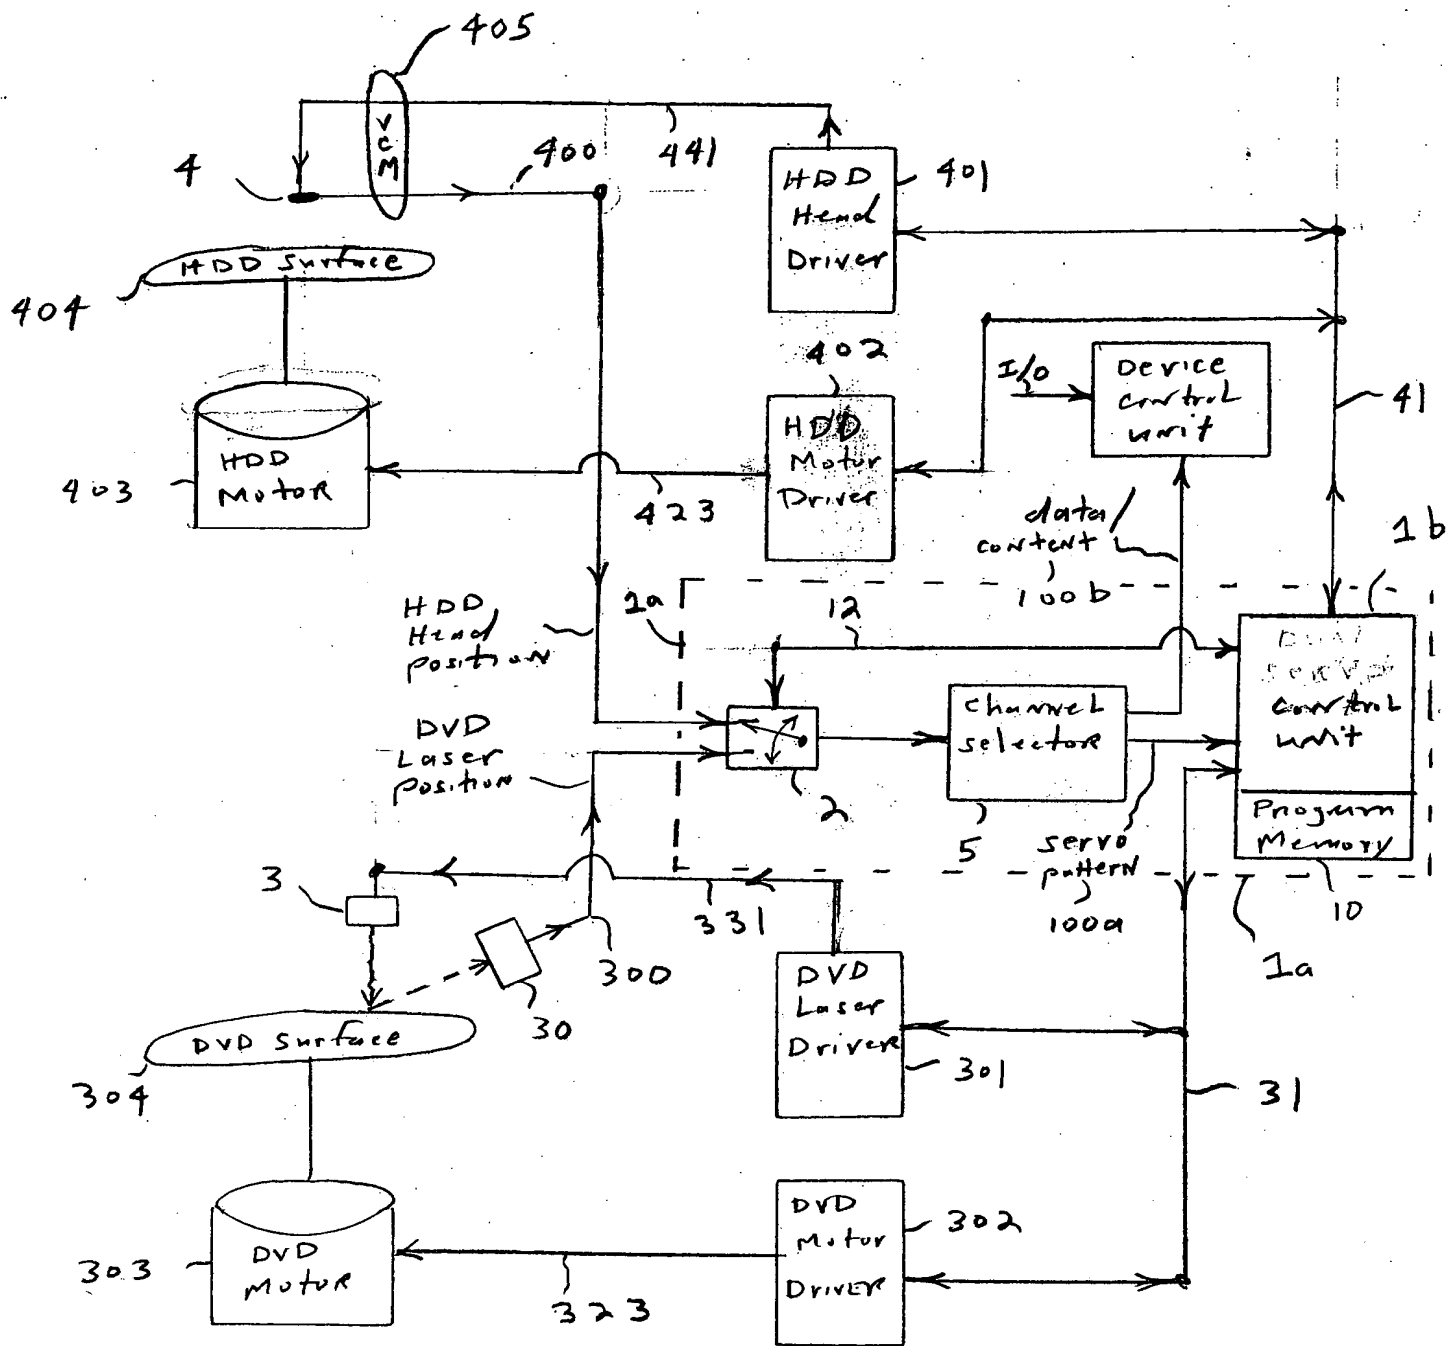 405
VCM
400
441
4
HDD
Head
Driver
401
HDD Surface
404
402
I/O
Device
control
unit
41
HDD
Motor
Driver
HDD
Motor
403
423
data/
content
100b
1b
HDD
Head
position
1a
12
Dual
Servo
control
unit
Channel
selector
DVD
Laser
position
2
5
servo
pattern
100a
Program
Memory
10
1a
3
331
300
30
DVD
Laser
Driver
301
DVD Surface
304
31
DVD
Motor
Driver
302
DVD
Motor
303
323